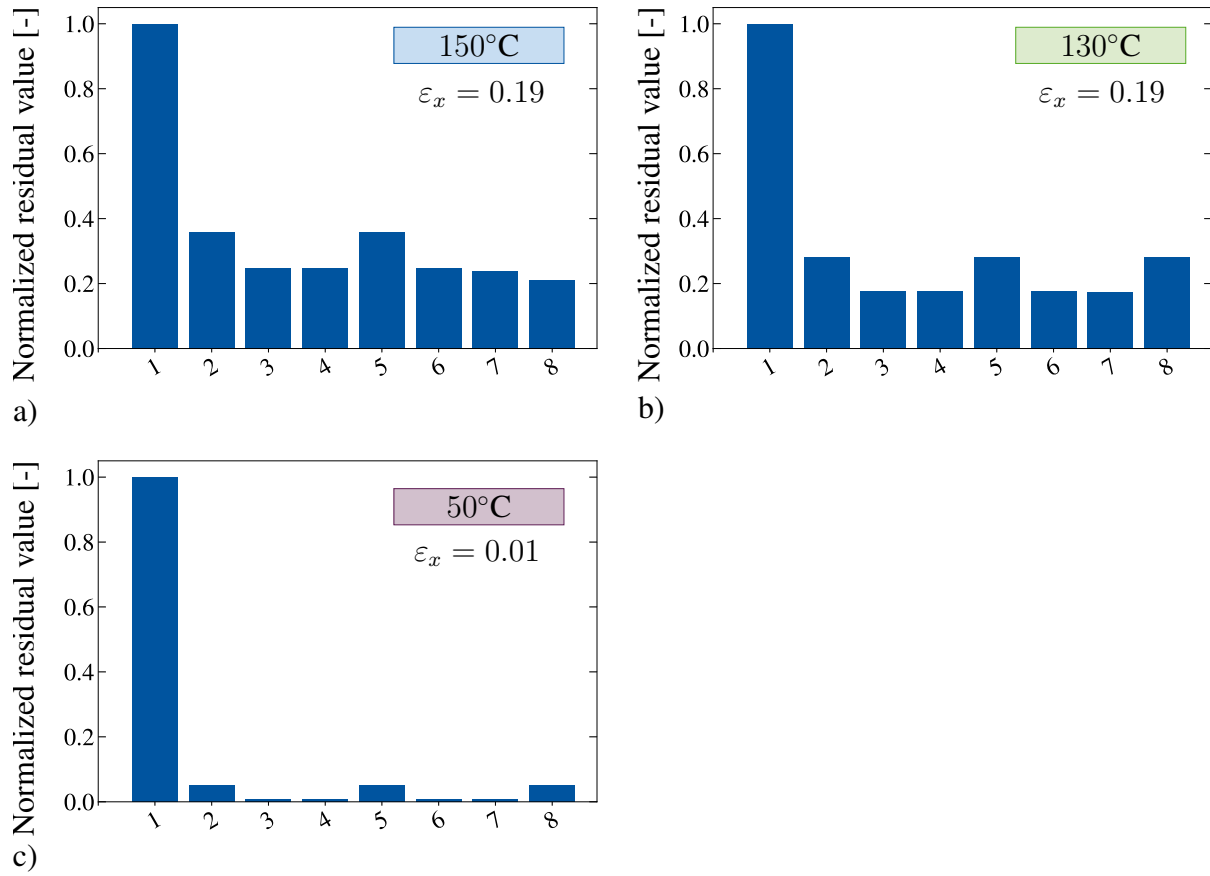 Normalized residual value [-]
1.0
0.8
0.6
0.4
0.2
0.0
150°C
εₓ = 0.19
1 2 3 4 5 6 7 8
a)
Normalized residual value [-]
1.0
0.8
0.6
0.4
0.2
0.0
130°C
εₓ = 0.19
1 2 3 4 5 6 7 8
b)
Normalized residual value [-]
1.0
0.8
0.6
0.4
0.2
0.0
50°C
εₓ = 0.01
1 2 3 4 5 6 7 8
c)